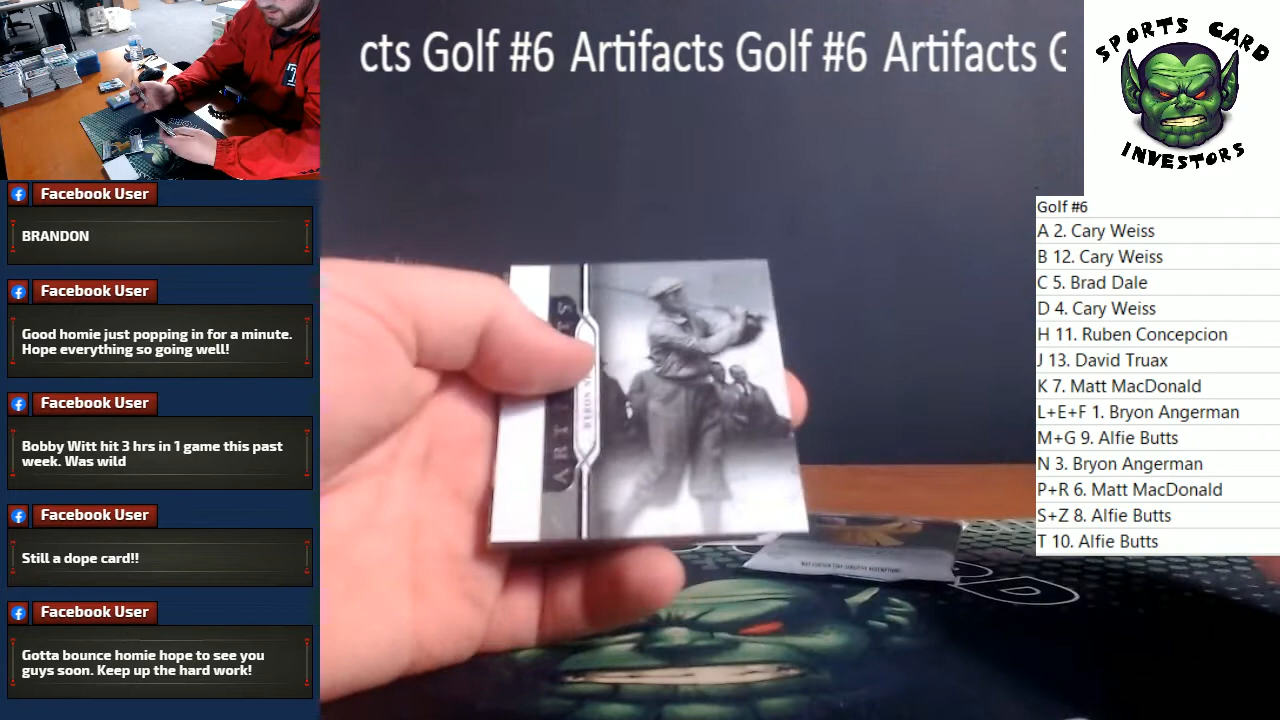 cts Golf #6 Artifacts Golf #6 Artifacts G
SPORTS CARD
INVESTORS
Facebook User
BRANDON
Facebook User
Good homie just popping in for a minute.
Hope everything so going well!
Facebook User
Bobby Witt hit 3 hrs in 1 game this past
week. Was wild
Facebook User
Still a dope card!!
Facebook User
Gotta bounce homie hope to see you
guys soon. Keep up the hard work!
Golf #6
A 2. Cary Weiss
B 12. Cary Weiss
C 5. Brad Dale
D 4. Cary Weiss
H 11. Ruben Concepcion
J 13. David Truax
K 7. Matt MacDonald
L+E+F 1. Bryon Angerman
M+G 9. Alfie Butts
N 3. Bryon Angerman
P+R 6. Matt MacDonald
S+Z 8. Alfie Butts
T 10. Alfie Butts
T